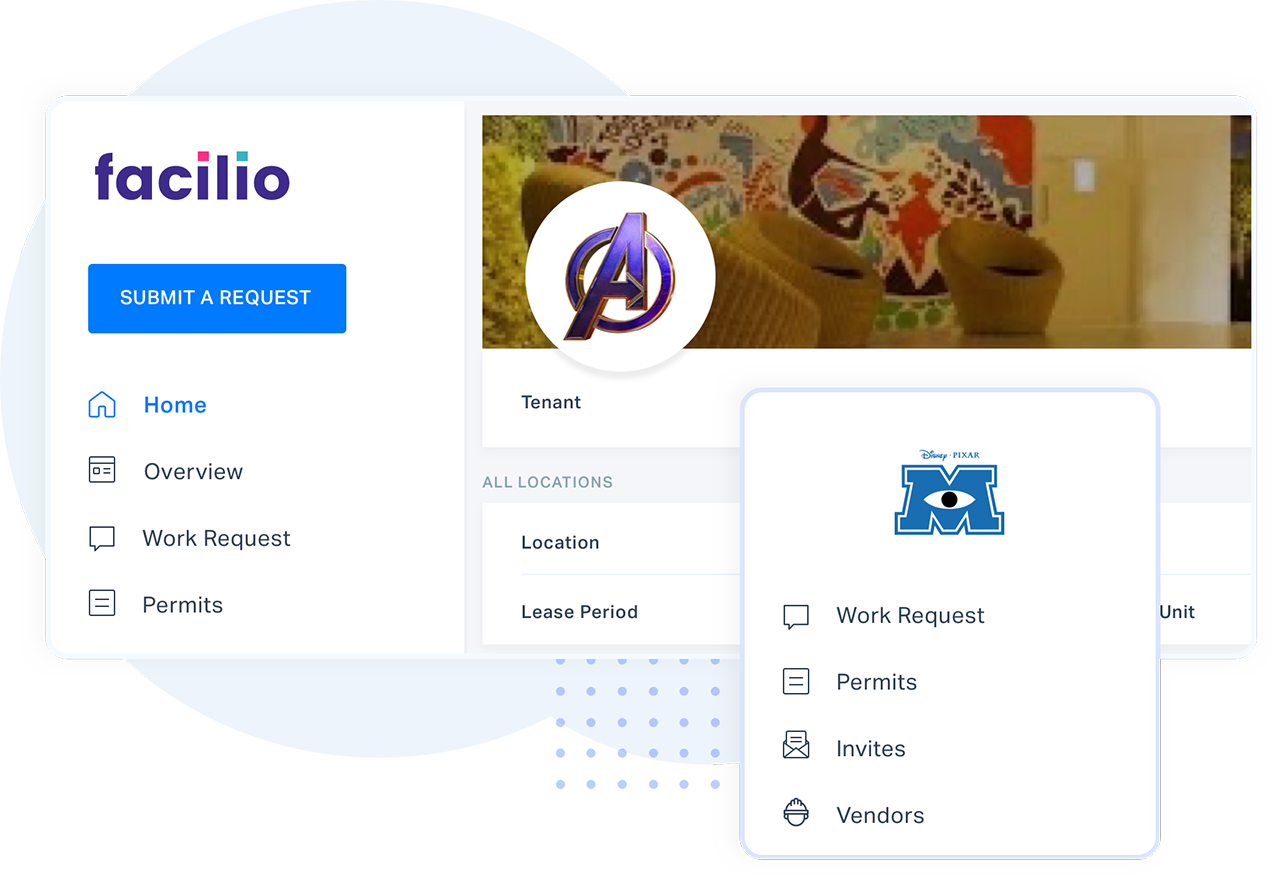 facilio
SUBMIT A REQUEST
Home
Overview
Work Request
Permits
A
Tenant
ALL LOCATIONS
Location
Lease Period
Unit
Disney · PIXAR
M
Work Request
Permits
Invites
Vendors